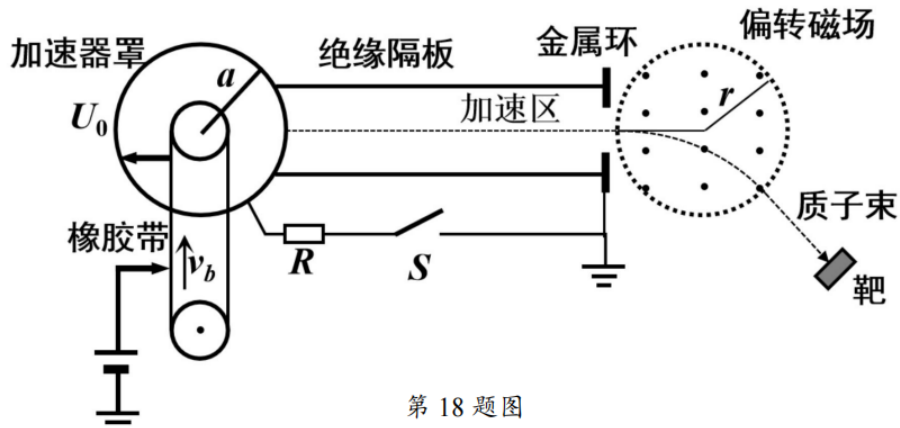 加速器罩
绝缘隔板
金属环
偏转磁场
a
r
U₀
加速区
橡胶带
v_b
R
S
质子束
靶
第 18 题图